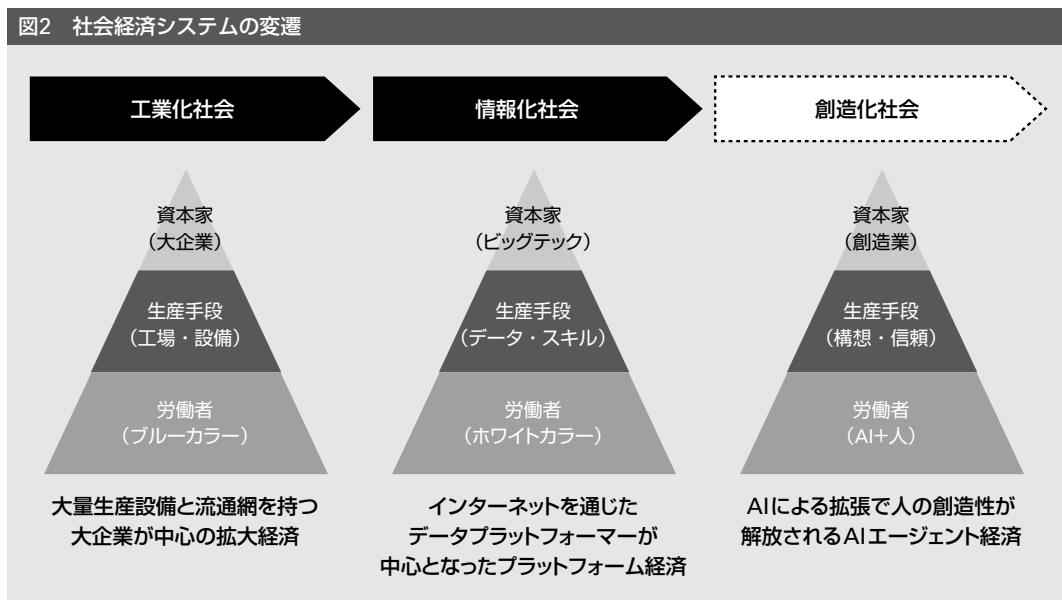 図2 社会経済システムの変遷
工業化社会
情報化社会
創造化社会
資本家
（大企業）
生産手段
（工場・設備）
労働者
（ブルーカラー）
大量生産設備と流通網を持つ
大企業が中心の拡大経済
資本家
（ビッグテック）
生産手段
（データ・スキル）
労働者
（ホワイトカラー）
インターネットを通じた
データプラットフォーマーが
中心となったプラットフォーム経済
資本家
（創造業）
生産手段
（構想・信頼）
労働者
（AI+人）
AIによる拡張で人の創造性が
解放されるAIエージェント経済